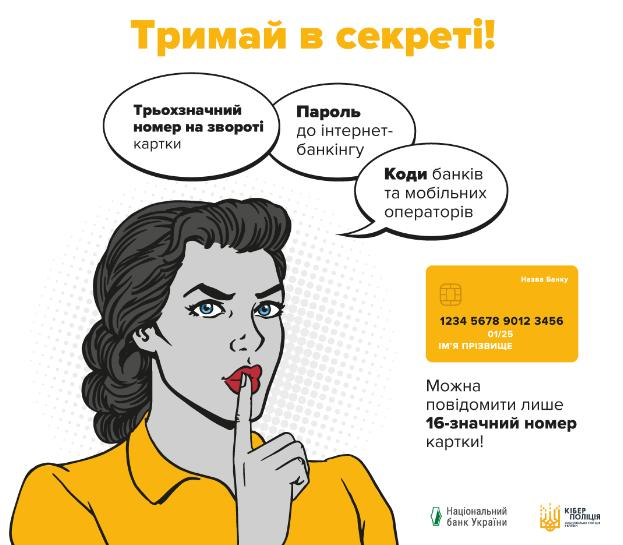 Тримай в секреті!
Трьохзначний
номер на звороті
картки
Пароль
до інтернет-
банкінгу
Коди банків
та мобільних
операторів
Назва Банку
1234 5678 9012 3456
01/25
ІМ'Я ПРІЗВИЩЕ
Можна
повідомити лише
16-значний номер
картки!
Національний
банк України
КІБЕР
ПОЛІЦІЯ